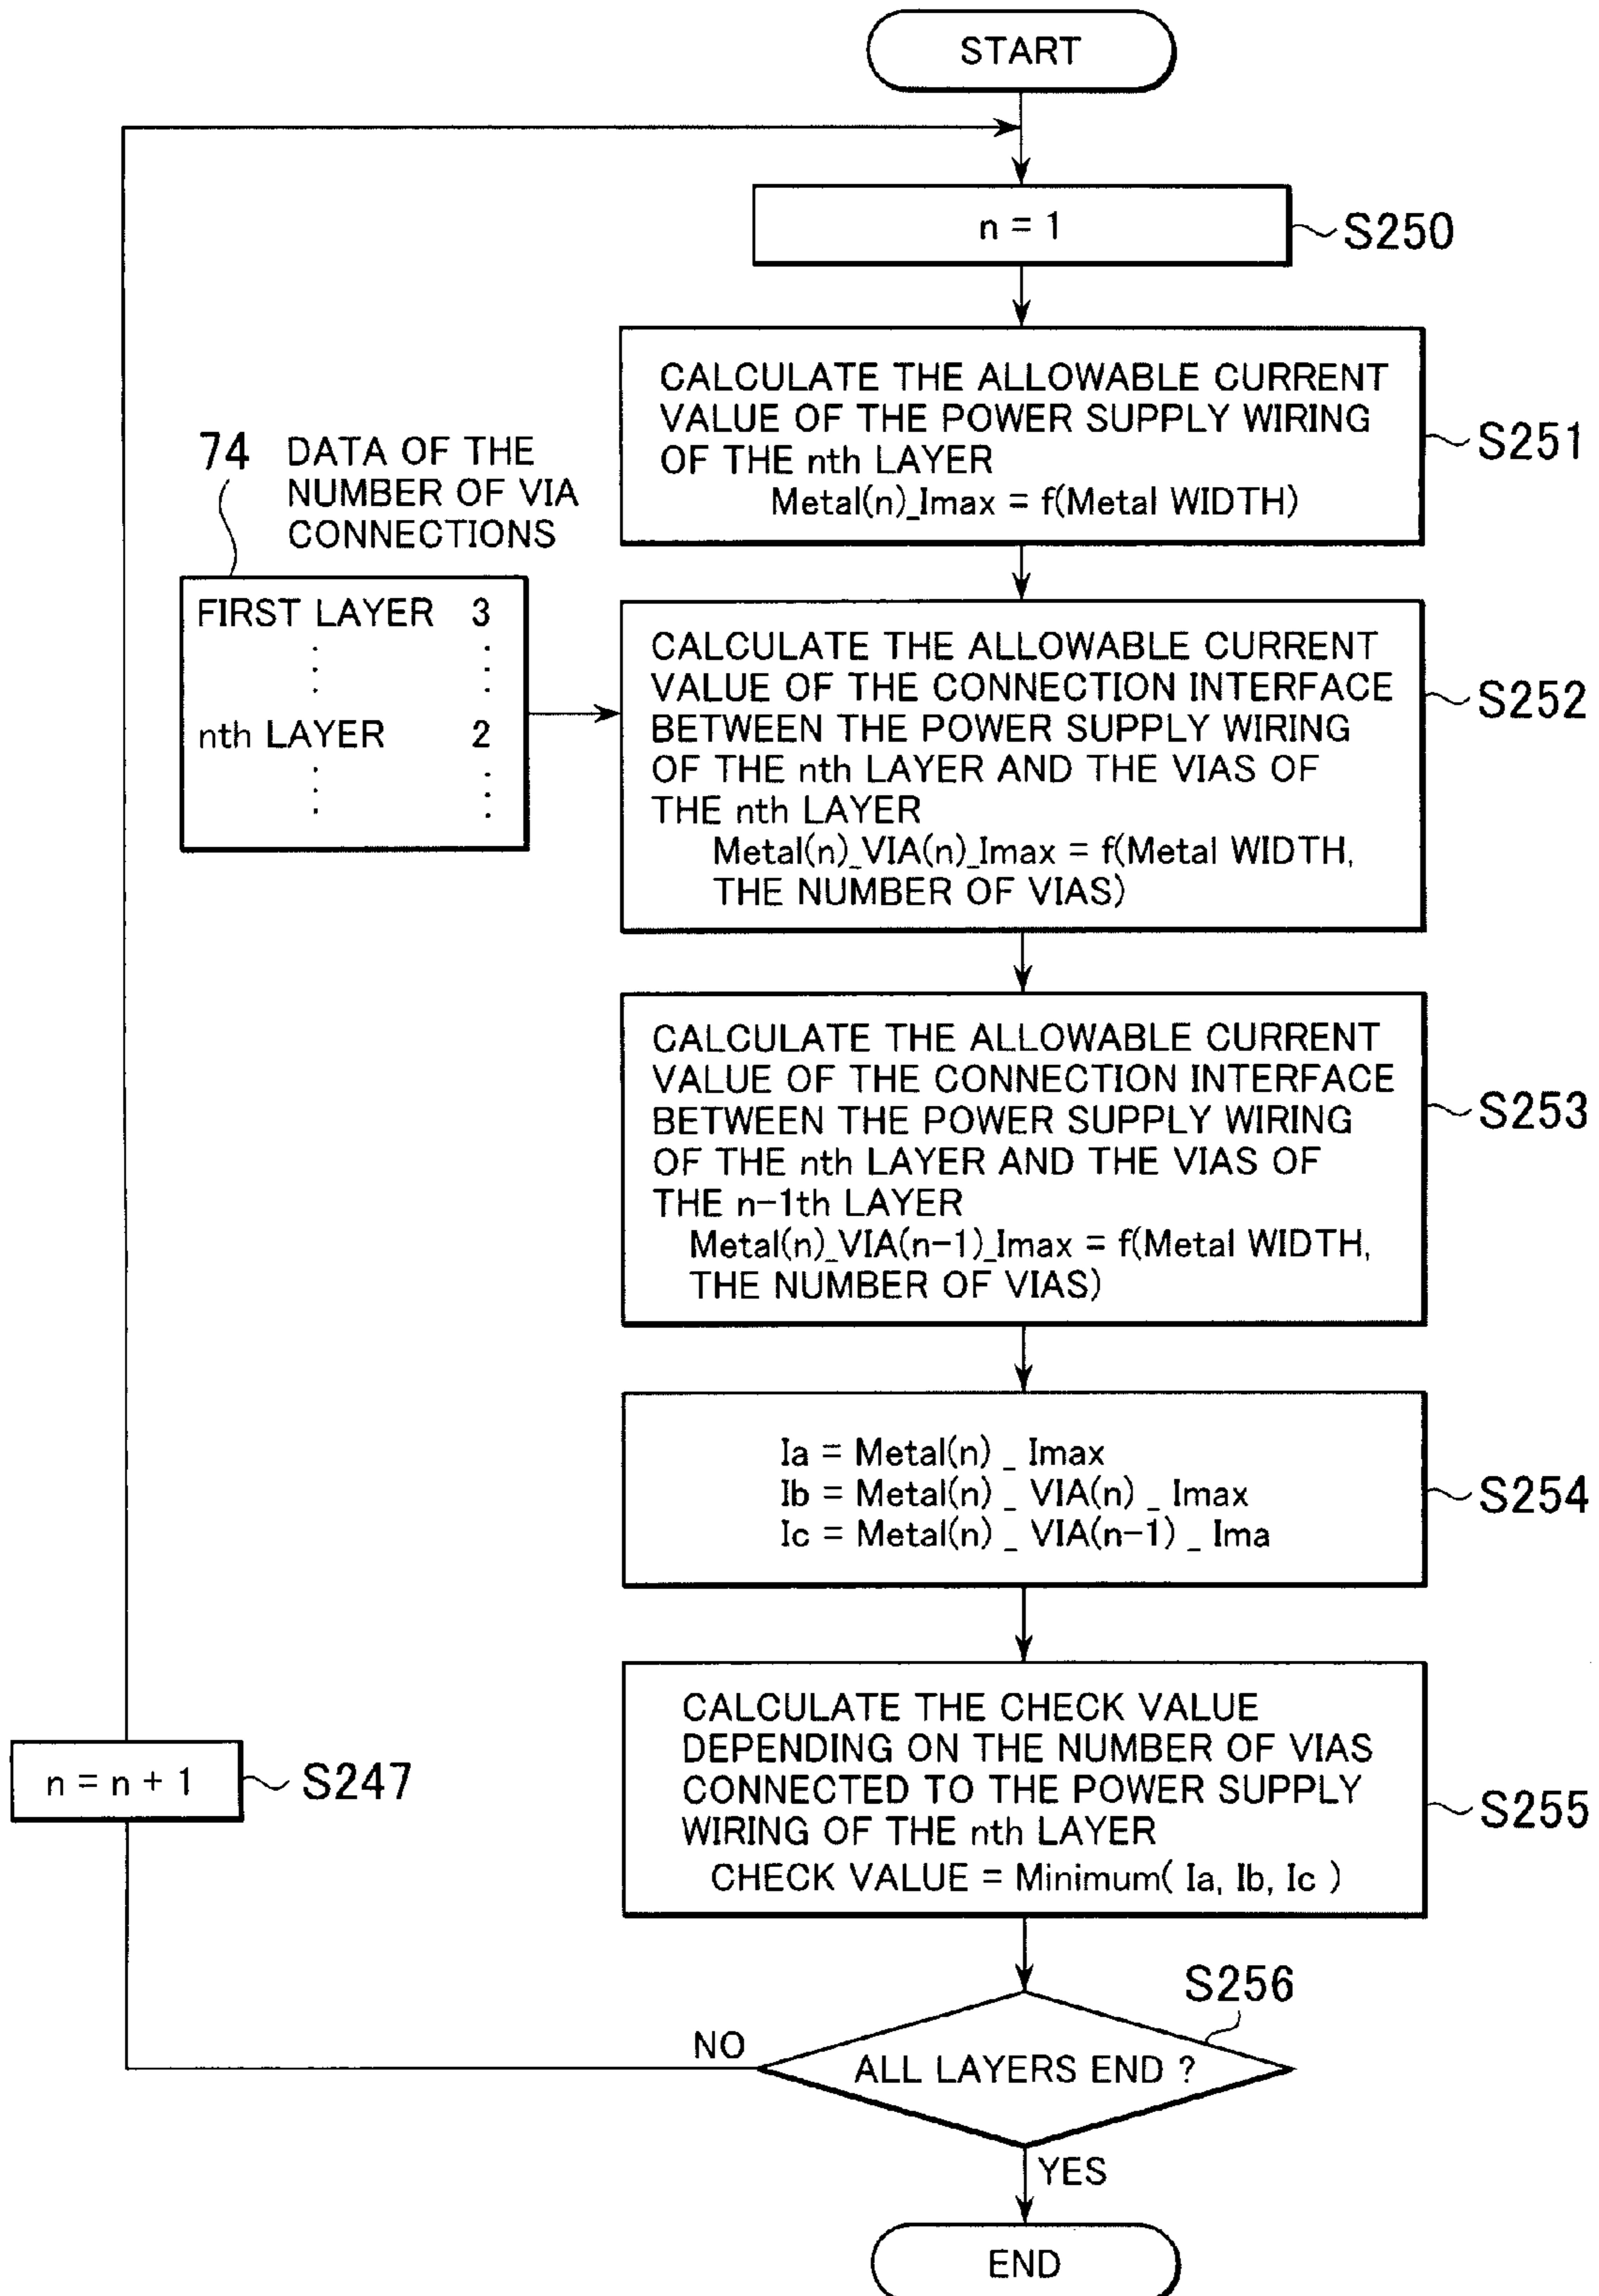 START
n = 1
S250
CALCULATE THE ALLOWABLE CURRENT
VALUE OF THE POWER SUPPLY WIRING
OF THE nth LAYER
Metal(n)_Imax = f(Metal WIDTH)
S251
74 DATA OF THE
NUMBER OF VIA
CONNECTIONS
FIRST LAYER 3
nth LAYER 2
CALCULATE THE ALLOWABLE CURRENT
VALUE OF THE CONNECTION INTERFACE
BETWEEN THE POWER SUPPLY WIRING
OF THE nth LAYER AND THE VIAS OF
THE nth LAYER
Metal(n)_VIA(n)_Imax = f(Metal WIDTH,
THE NUMBER OF VIAS)
S252
CALCULATE THE ALLOWABLE CURRENT
VALUE OF THE CONNECTION INTERFACE
BETWEEN THE POWER SUPPLY WIRING
OF THE nth LAYER AND THE VIAS OF
THE n-1th LAYER
Metal(n)_VIA(n-1)_Imax = f(Metal WIDTH,
THE NUMBER OF VIAS)
S253
Ia = Metal(n) _ Imax
Ib = Metal(n) _ VIA(n) _ Imax
Ic = Metal(n) _ VIA(n-1) _ Ima
S254
CALCULATE THE CHECK VALUE
DEPENDING ON THE NUMBER OF VIAS
CONNECTED TO THE POWER SUPPLY
WIRING OF THE nth LAYER
CHECK VALUE = Minimum( Ia, Ib, Ic )
S255
n = n + 1
S247
S256
NO
ALL LAYERS END ?
YES
END